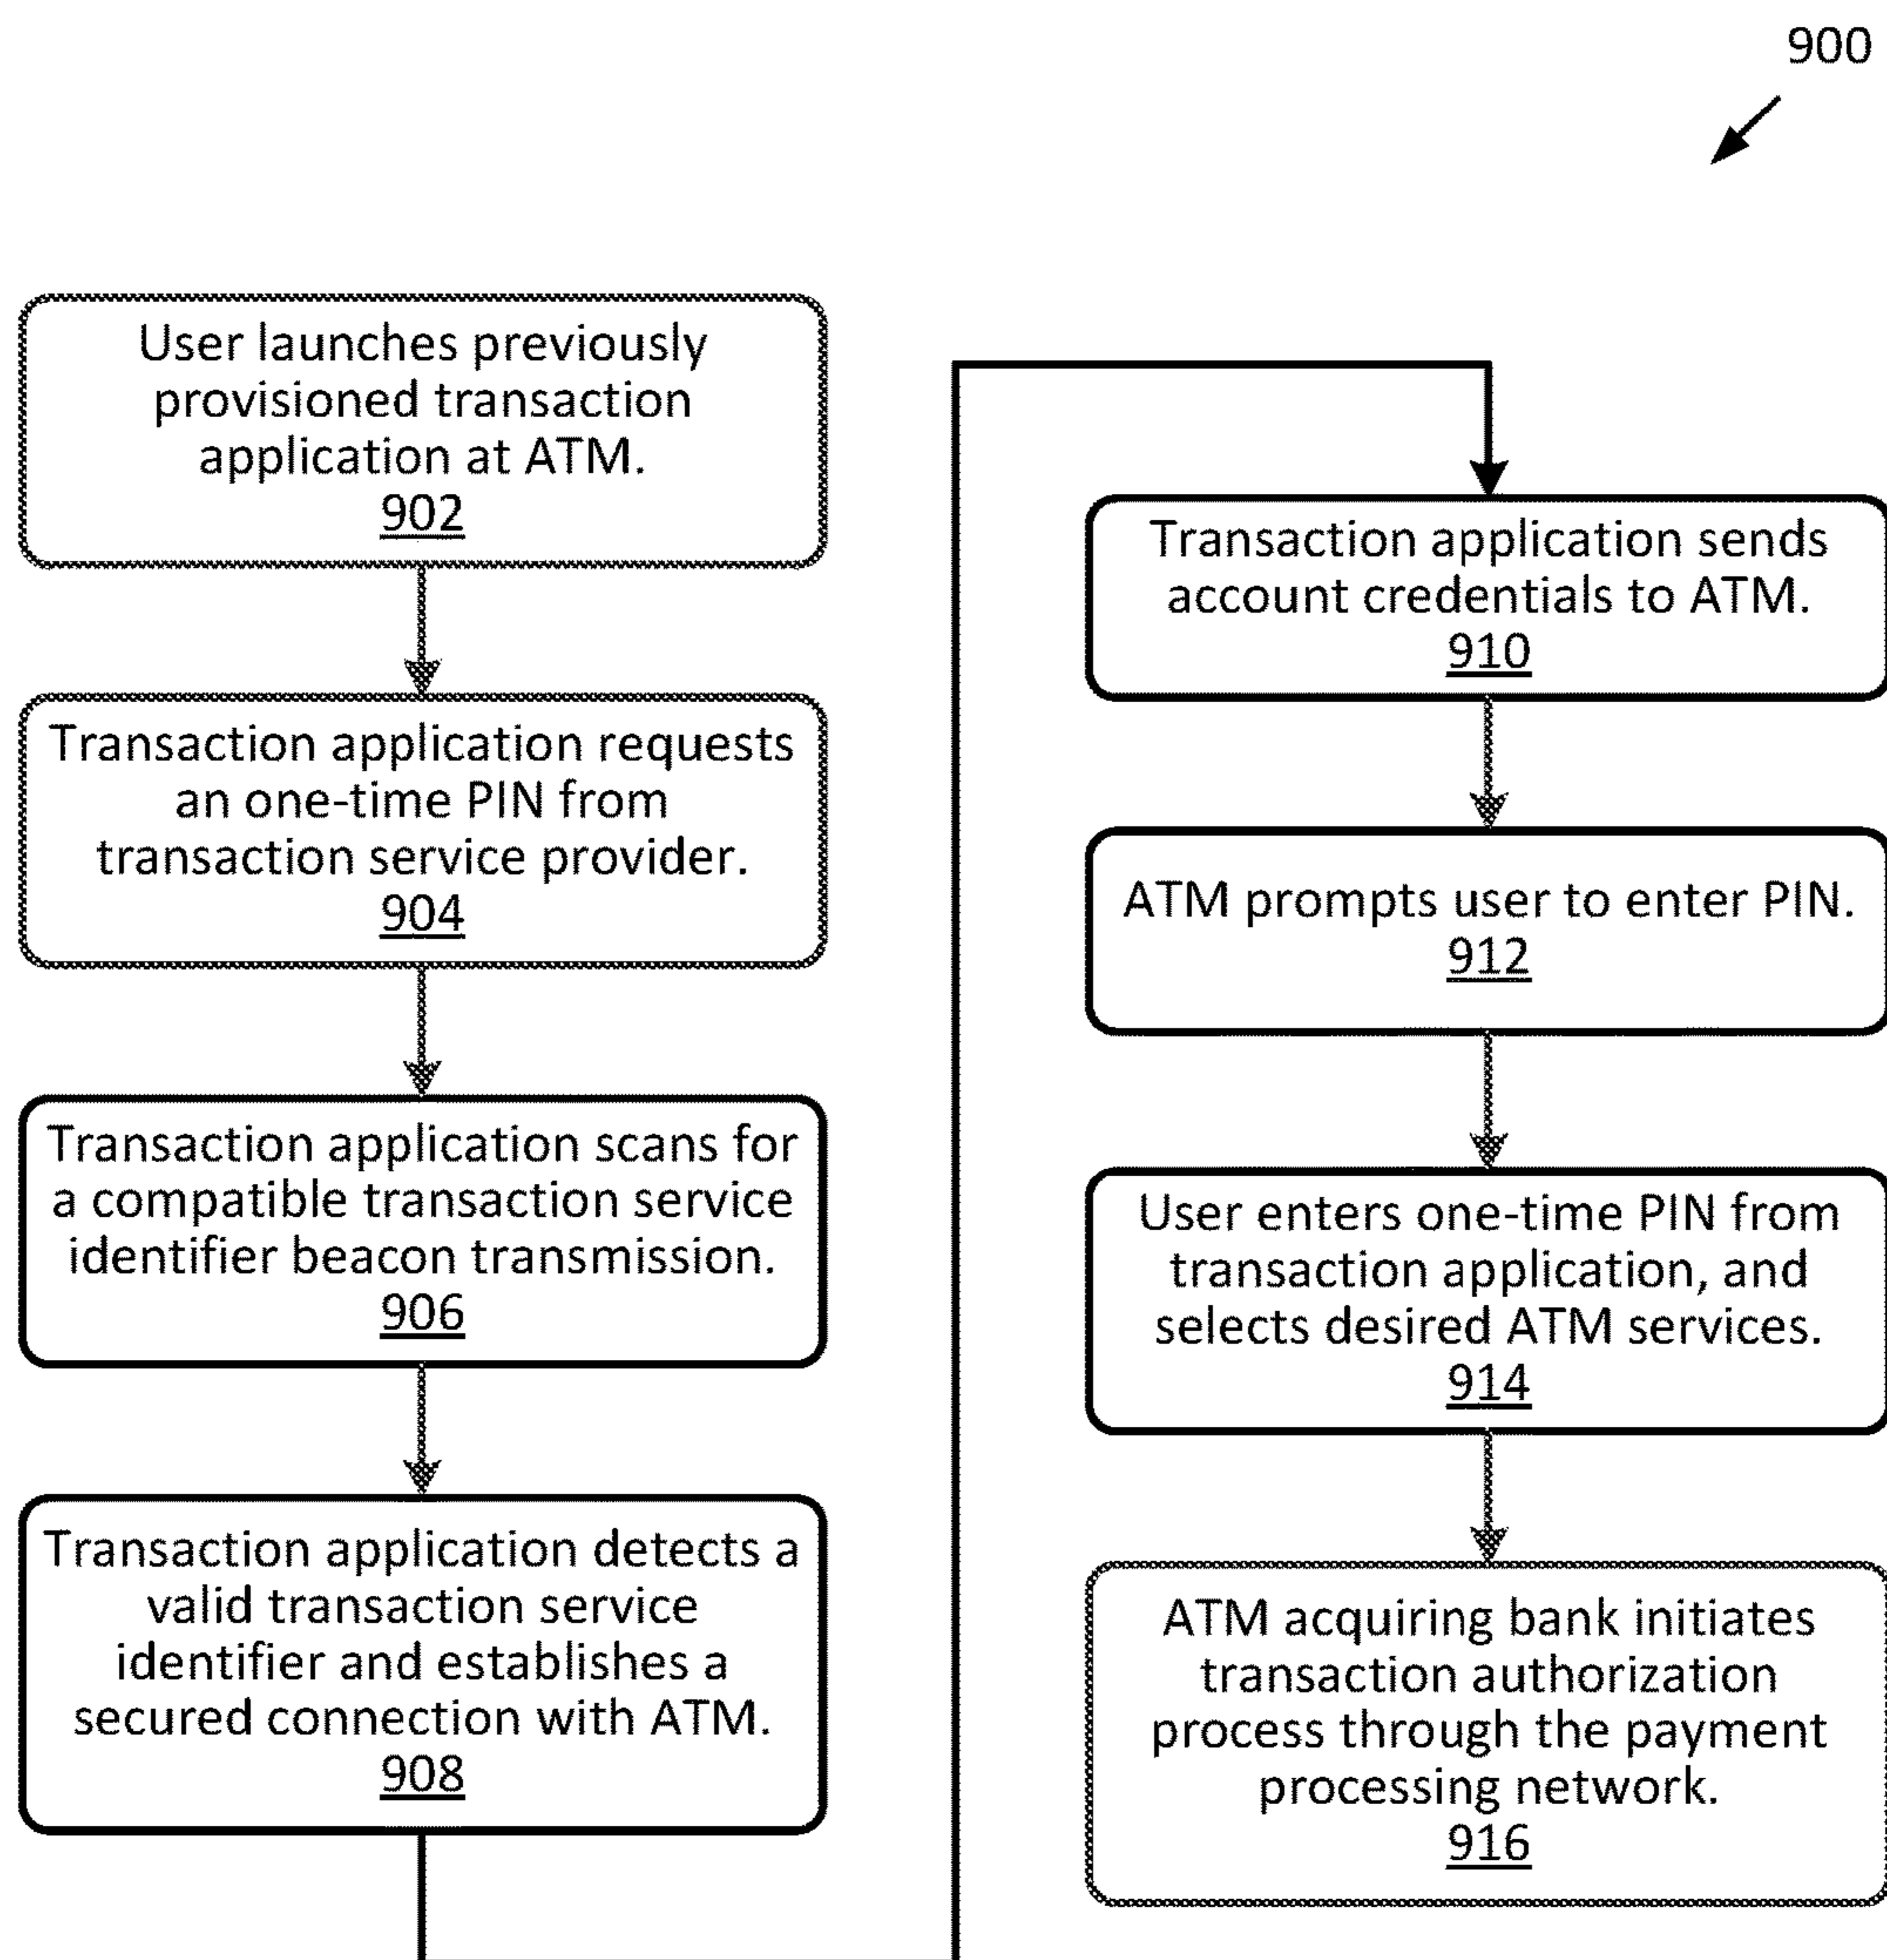 900
User launches previously
provisioned transaction
application at ATM.
902
Transaction application requests
an one-time PIN from
transaction service provider.
904
Transaction application scans for
a compatible transaction service
identifier beacon transmission.
906
Transaction application detects a
valid transaction service
identifier and establishes a
secured connection with ATM.
908
Transaction application sends
account credentials to ATM.
910
ATM prompts user to enter PIN.
912
User enters one-time PIN from
transaction application, and
selects desired ATM services.
914
ATM acquiring bank initiates
transaction authorization
process through the payment
processing network.
916